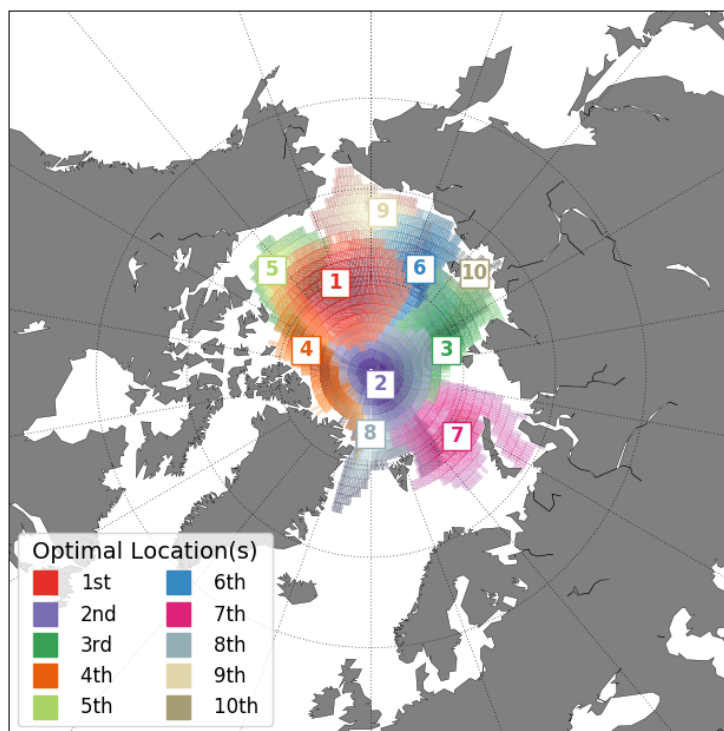 9
5
6
10
1
4
3
2
8
7
Optimal Location(s)
1st
2nd
3rd
4th
5th
6th
7th
8th
9th
10th